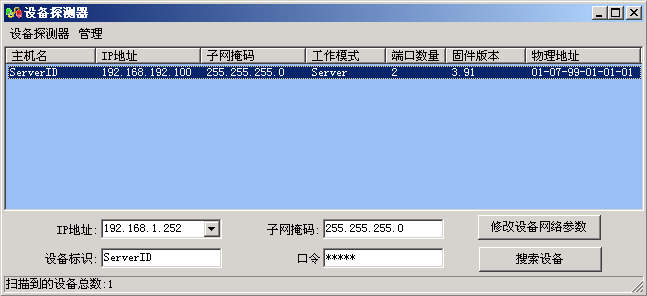 设备探测器
设备探测器 管理
主机名 IP地址 子网掩码 工作模式 端口数量 固件版本 物理地址
ServerID 192.168.192.100 255.255.255.0 Server 2 3.91 01-07-99-01-01-01
IP地址: 192.168.1.252 子网掩码: 255.255.255.0 修改设备网络参数
设备标识: ServerID 口令 ***** 搜索设备
扫描到的设备总数:1